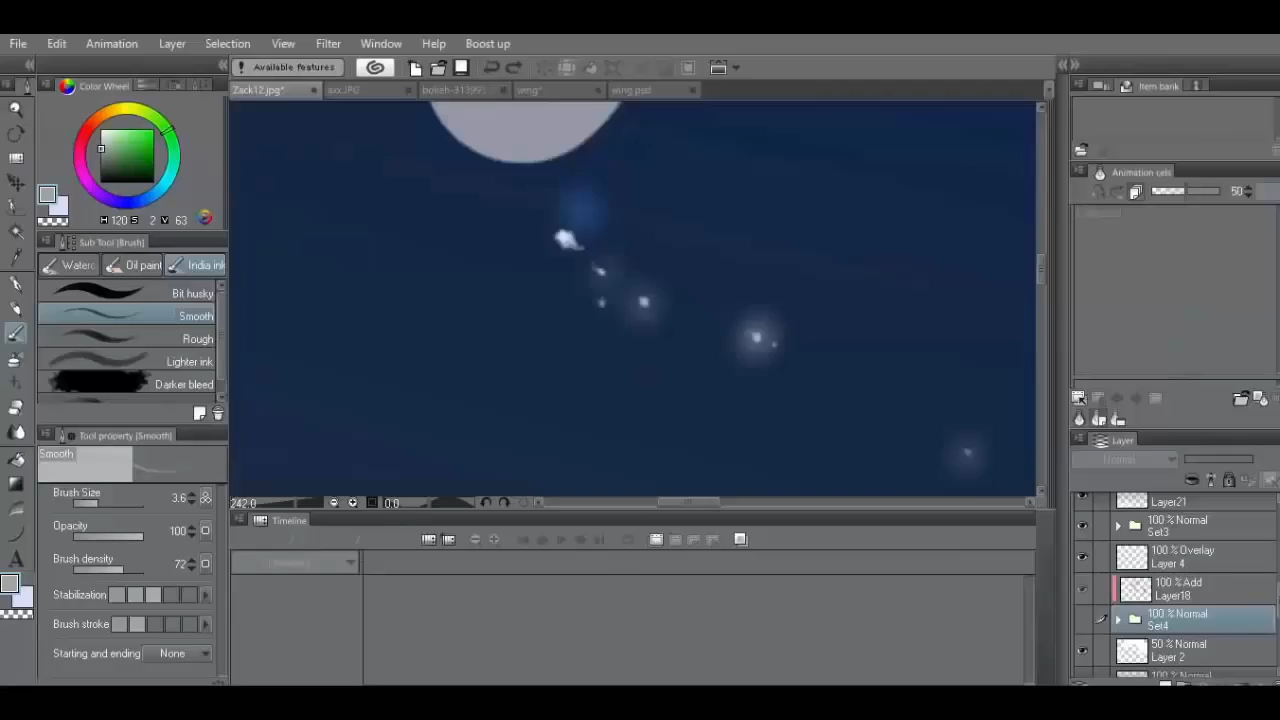 File Edit Animation Layer Selection View Filter Window Help Boost up
Color Wheel Available features Item bank
Zack12.jpg* wing* wing.psd
Animation cels
50
H 120 S 2 V 63
Sub Tool [Brush]
Oil paint India ink
Bit husky
Smooth
Rough
Lighter ink
Darker bleed
Tool property [Smooth]
Smooth
Layer
Normal
Brush Size 3.6
242.0 0.0
Layer21
Timeline
100 % Normal
Set3
Opacity 100
100 % Overlay
Layer 4
Brush density 72
100 % Add
Layer18
Stabilization
100 % Normal
Set4
Brush stroke
50 % Normal
Layer 2
Starting and ending None